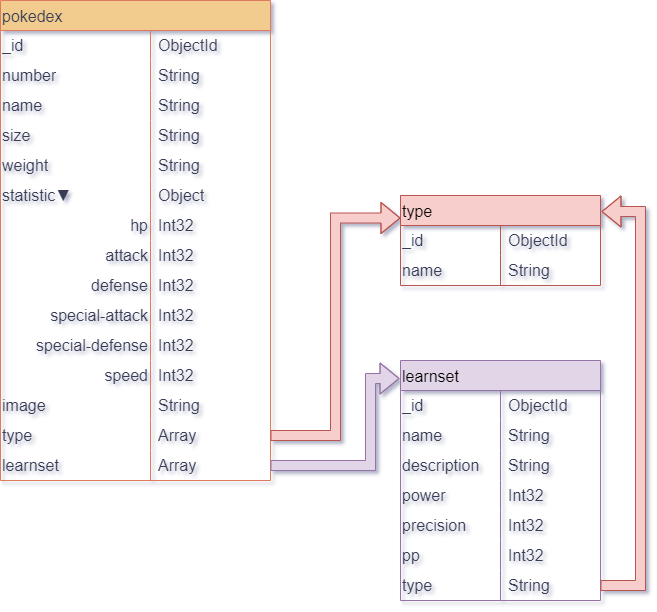 pokedex
_id ObjectId
number String
name String
size String
weight String
statistic▼ Object
hp Int32
attack Int32
defense Int32
special-attack Int32
special-defense Int32
speed Int32
image String
type Array
learnset Array
type
_id ObjectId
name String
learnset
_id ObjectId
name String
description String
power Int32
precision Int32
pp Int32
type String